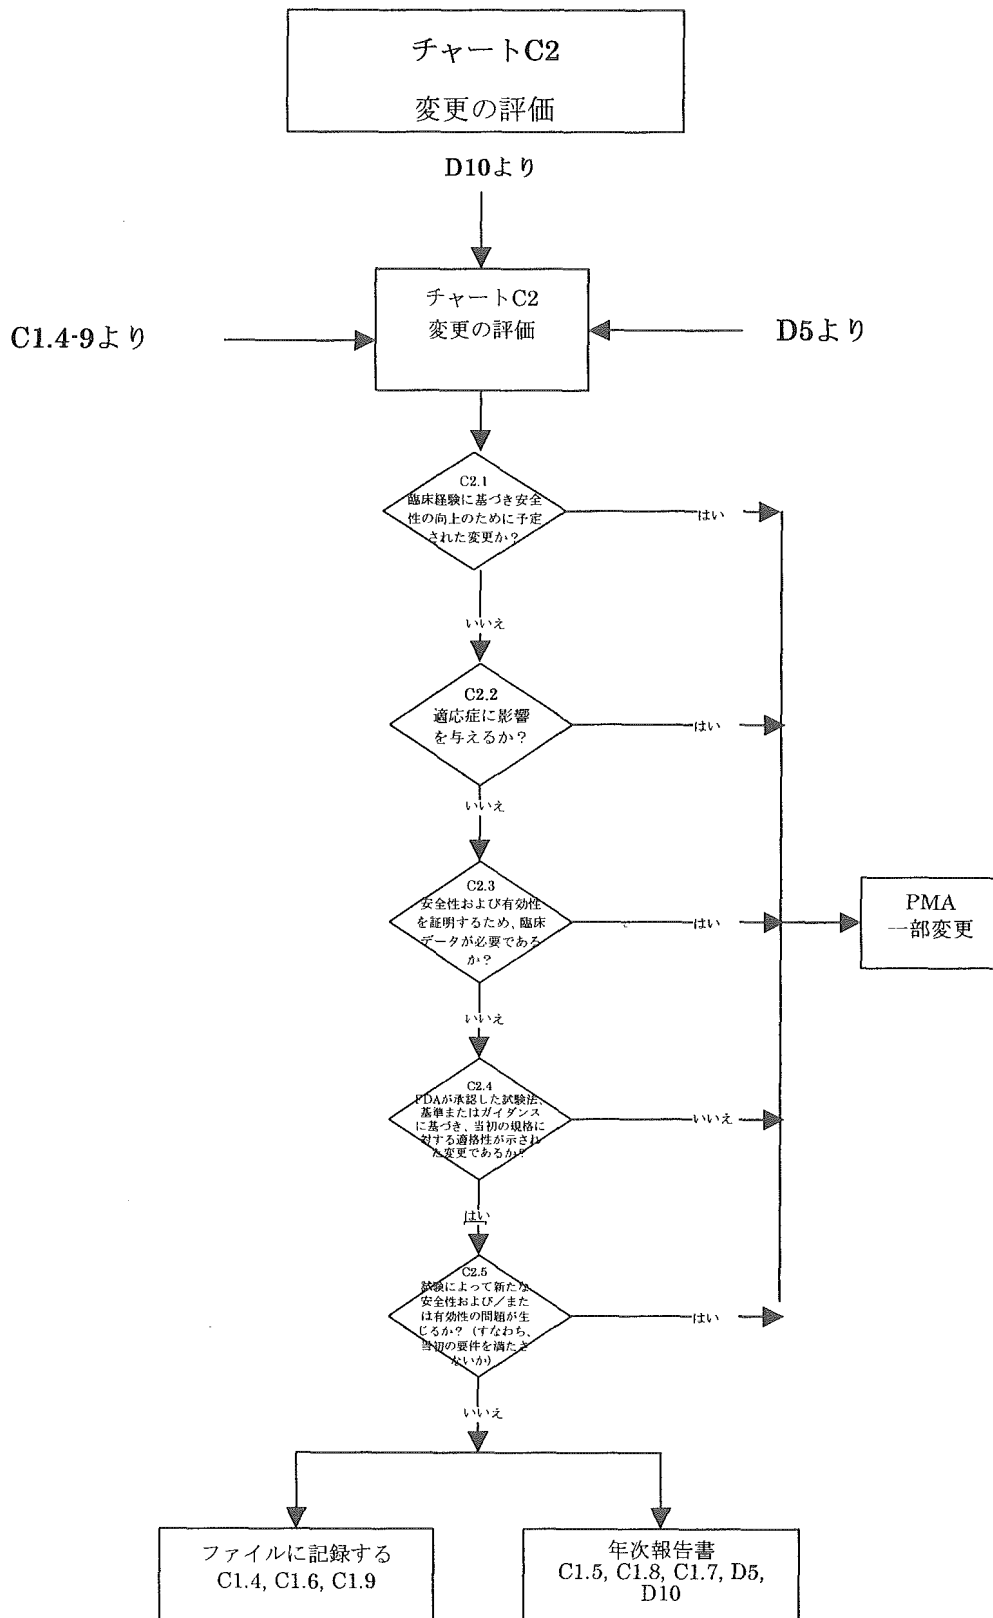 チャートC2
変更の評価
D10より
チャートC2
変更の評価
C1.4-9より
D5より
C2.1
臨床経験に基づき安全
性の向上のために予定
された変更か？
はい
いいえ
C2.2
適応症に影響
を与えるか？
はい
いいえ
C2.3
安全性および有効性
を証明するため、臨床
データが必要である
か？
はい
PMA
一部変更
いいえ
C2.4
FDAが承認した試験法、
基準またはガイダンス
に基づき、当初の規格に
対する適格性が示され
た変更であるか？
いいえ
はい
C2.5
試験によって新たな
安全性および／また
は有効性の問題が生
じるか？（すなわち、
当初の要件を満たさ
ないか）
はい
いいえ
ファイルに記録する
C1.4, C1.6, C1.9
年次報告書
C1.5, C1.8, C1.7, D5,
D10